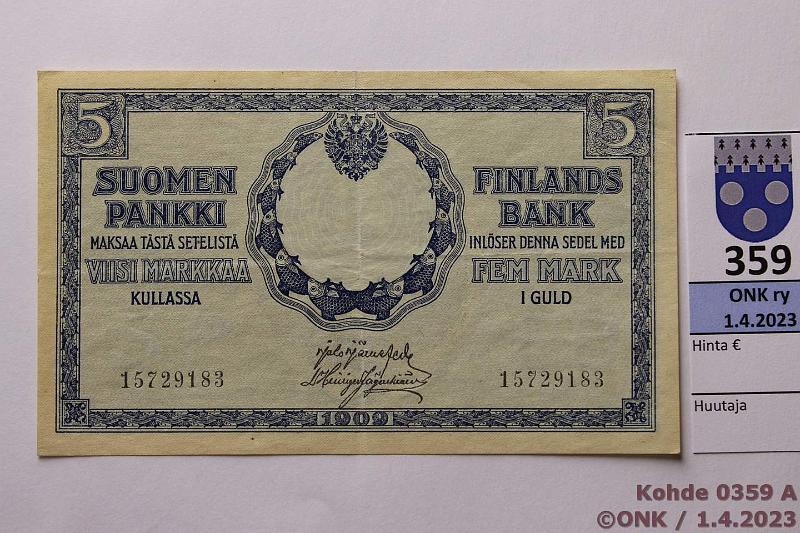 5
5
SUOMEN
PANKKI
MAKSAA TÄSTÄ SETELISTÄ
VIISI MARKKAA
KULLASSA
FINLANDS
BANK
INLÖSER DENNA SEDEL MED
FEM MARK
I GULD
15729183
15729183
1909
359
ONK ry
1.4.2023
Hinta €
Huutaja
Kohde 0359 A
©ONK / 1.4.2023